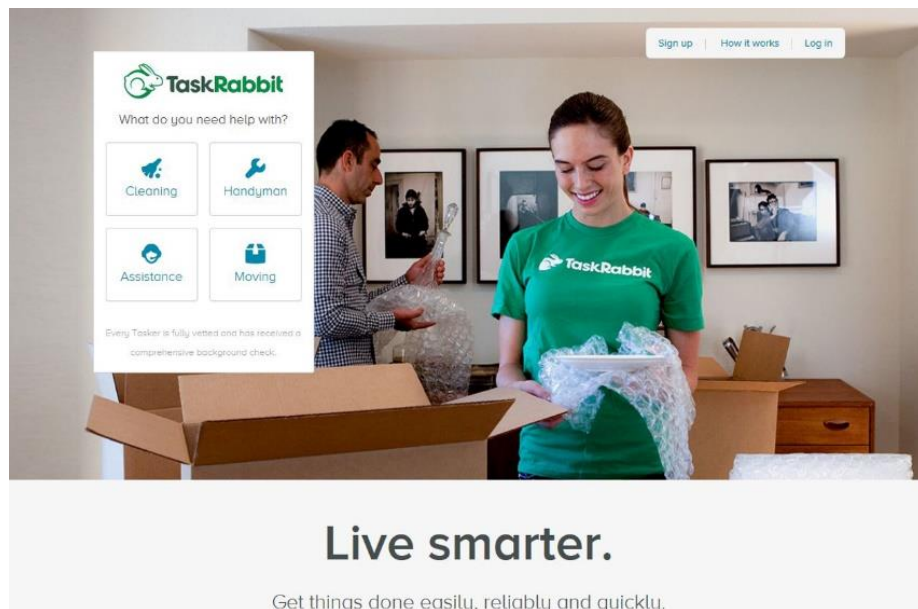 Sign up | How it works | Log in
TaskRabbit
What do you need help with?
Cleaning
Handyman
Assistance
Moving
Every Tasker is fully vetted and has received a
comprehensive background check.
TaskRabbit
Live smarter.
Get things done easily, reliably and quickly.